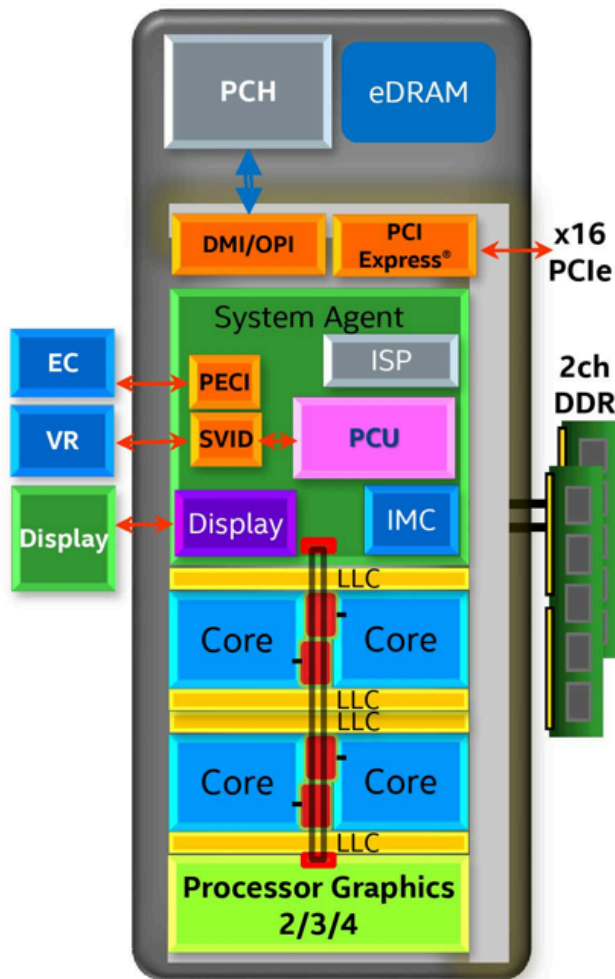 PCH
eDRAM
DMI/OPI
PCI
Express®
x16
PCIe
System Agent
ISP
EC
PECI
2ch
DDR
VR
SVID
PCU
Display
Display
IMC
LLC
Core
Core
LLC
LLC
Core
Core
LLC
Processor Graphics
2/3/4